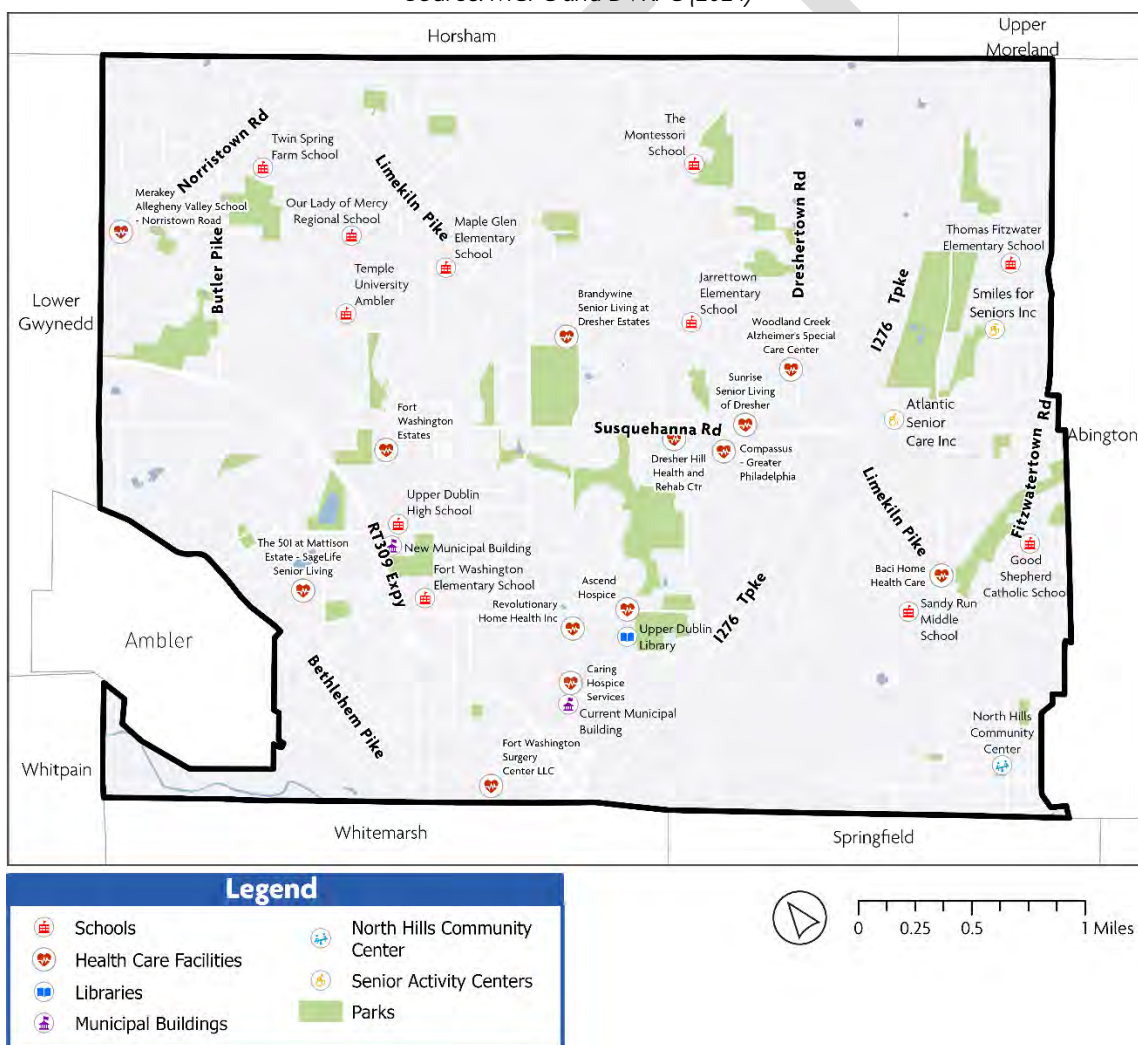 Horsham
Upper
Moreland
The
Montessori
School
Norristown Rd
Twin Spring
Farm School
Limekiln Pike
Dreshertown Rd
Merakey
Allegheny Valley School
- Norristown Road
Our Lady of Mercy
Regional School
Maple Glen
Elementary
School
Thomas Fitzwater
Elementary School
Butler Pike
Temple
University
Ambler
Jarrettown
Elementary
School
I276 Tpke
Smiles for
Seniors Inc
Lower
Gwynedd
Brandywine
Senior Living at
Dresher Estates
Woodland Creek
Alzheimer's Special
Care Center
Sunrise
Senior Living
of Dresher
Fort
Washington
Estates
Susquehanna Rd
Atlantic
Senior
Care Inc
Fitzwatertown Rd
Abington
Dresher Hill
Health and
Rehab Ctr
Compassus
- Greater
Philadelphia
Limekiln Pike
Upper Dublin
High School
RT309 Expy
New Municipal Building
The 501 at Mattison
Estate - SageLife
Senior Living
Fort Washington
Elementary School
Ascend
Hospice
Revolutionary
Home Health Inc
I276 Tpke
Baci Home
Health Care
Good
Shepherd
Catholic School
Sandy Run
Middle
School
Upper Dublin
Library
Ambler
Bethlehem Pike
Caring
Hospice
Services
Current Municipal
Building
North Hills
Community
Center
Fort Washington
Surgery
Center LLC
Whitpain
Whitemarsh
Springfield
Legend
Schools
Health Care Facilities
Libraries
Municipal Buildings
North Hills Community
Center
Senior Activity Centers
Parks
0 0.25 0.5 1 Miles